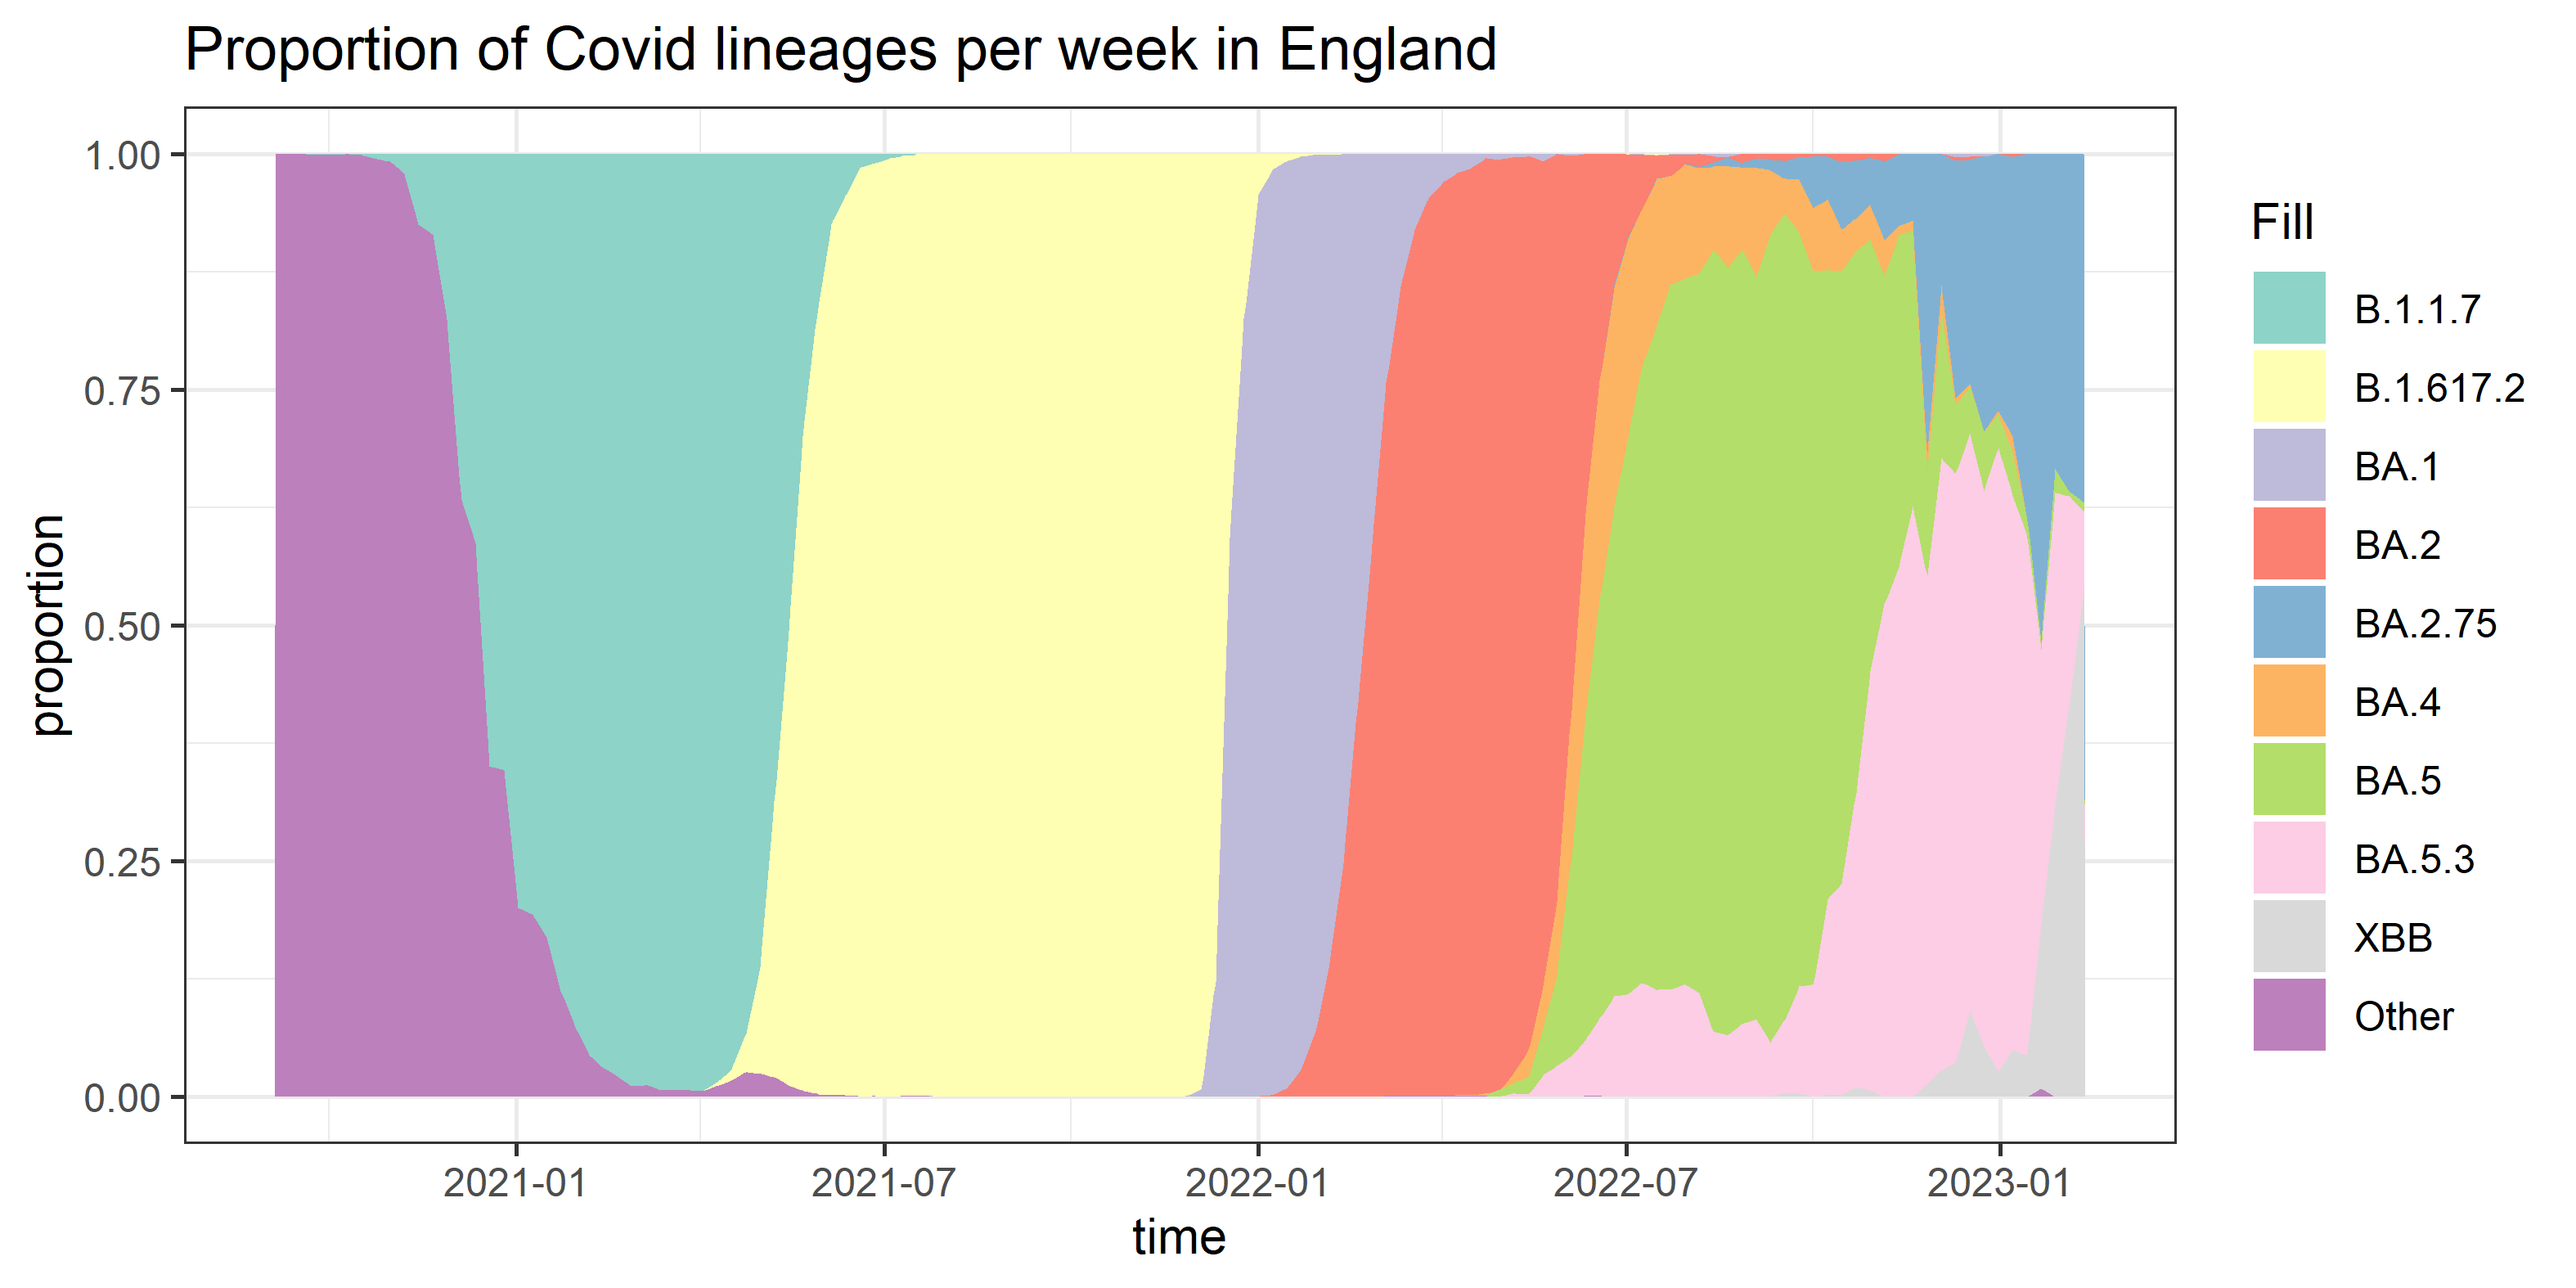 Proportion of Covid lineages per week in England
proportion
1.00
0.75
0.50
0.25
0.00
2021-01
2021-07
2022-01
2022-07
2023-01
time
Fill
B.1.1.7
B.1.617.2
BA.1
BA.2
BA.2.75
BA.4
BA.5
BA.5.3
XBB
Other